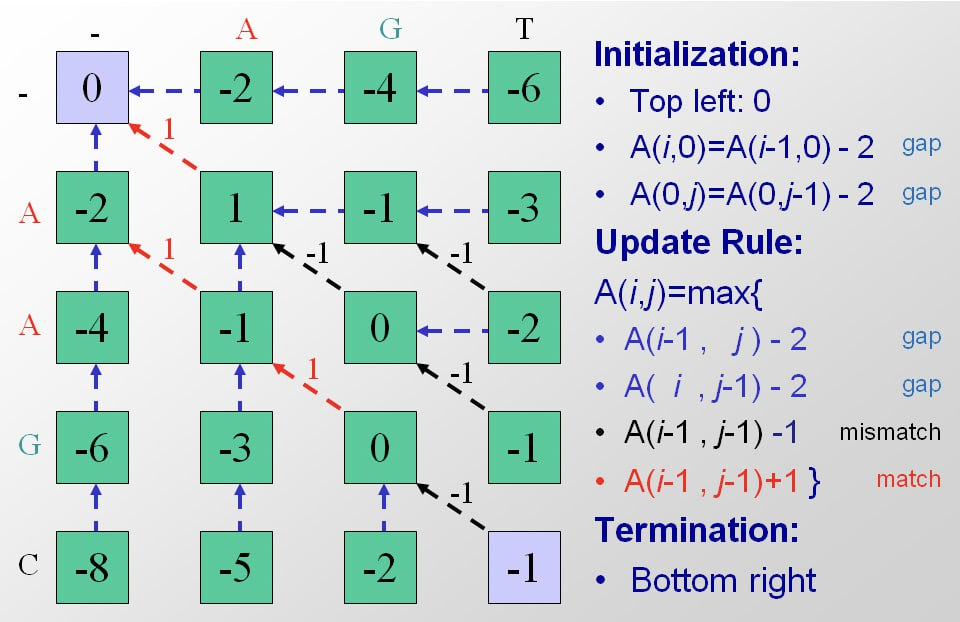 - A G T
- 0 -2 -4 -6
1
A -2 1 -1 -3
1 -1 -1
A -4 -1 0 -2
1 -1
G -6 -3 0 -1
-1
C -8 -5 -2 -1
Initialization:
• Top left: 0
• A(i,0)=A(i-1,0) - 2 gap
• A(0,j)=A(0,j-1) - 2 gap
Update Rule:
A(i,j)=max{
• A(i-1 , j ) - 2 gap
• A( i , j-1) - 2 gap
• A(i-1 , j-1) -1 mismatch
• A(i-1 , j-1)+1 } match
Termination:
• Bottom right